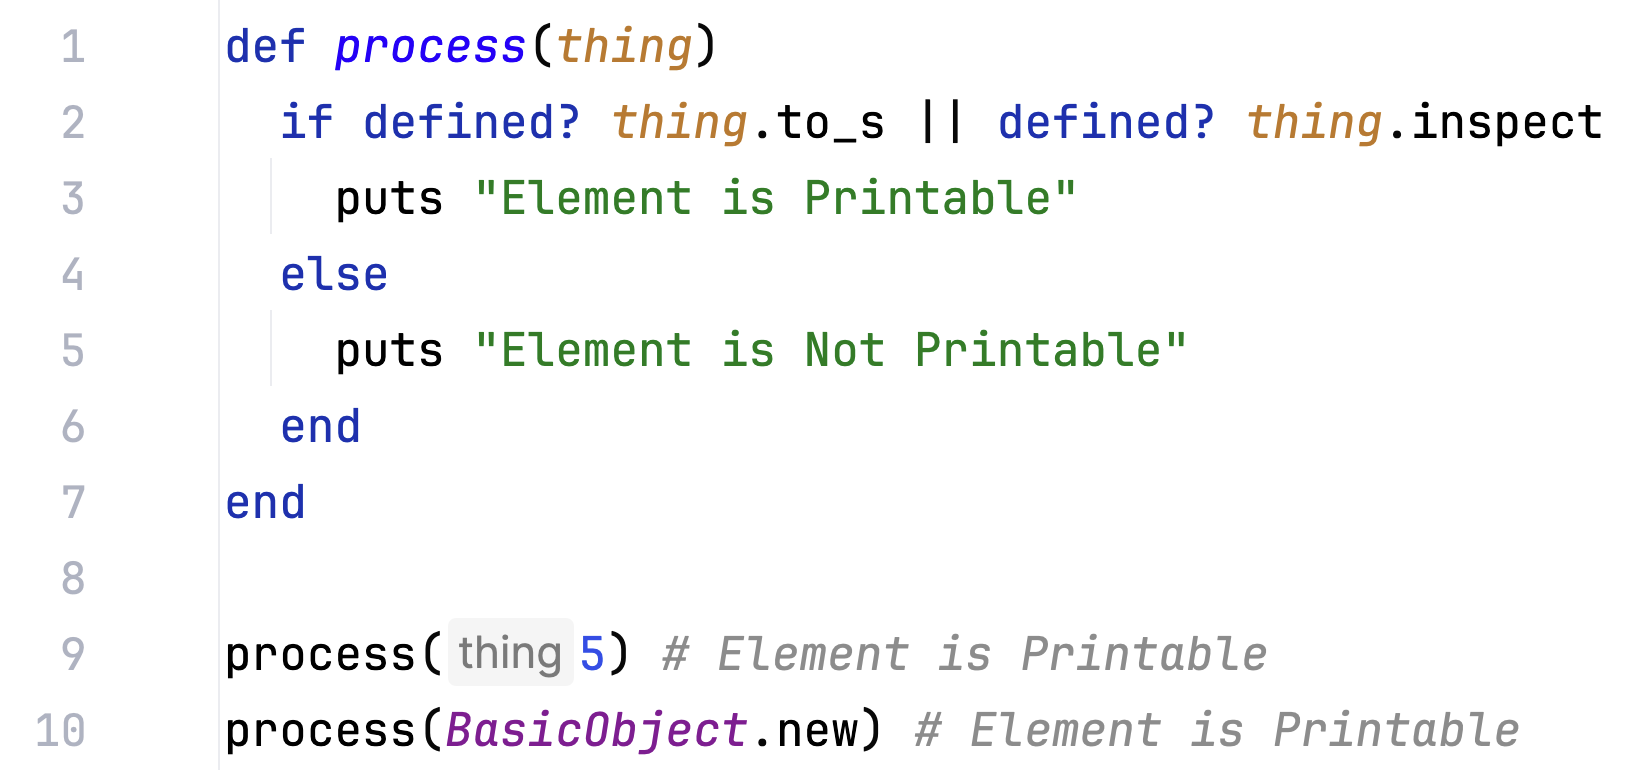 1 def process(thing)
2 if defined? thing.to_s || defined? thing.inspect
3 puts "Element is Printable"
4 else
5 puts "Element is Not Printable"
6 end
7 end
8
9 process( thing 5) # Element is Printable
10 process(BasicObject.new) # Element is Printable